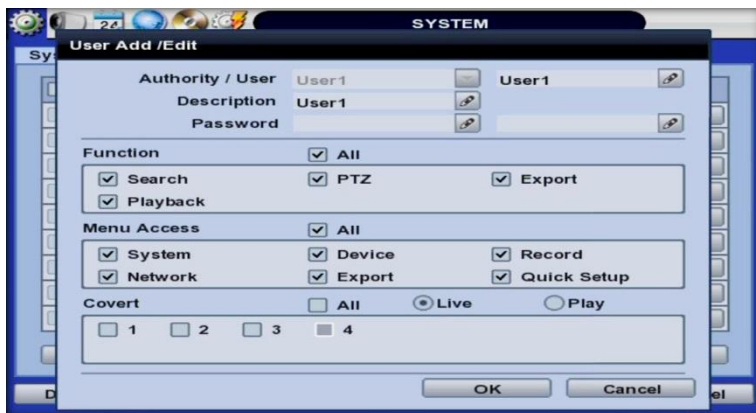 24 SYSTEM
User Add /Edit
Sy
Authority / User User1 User1
Description User1
Password
Function All
Search PTZ Export
Playback
Menu Access All
System Device Record
Network Export Quick Setup
Covert All Live Play
1 2 3 4
OK Cancel
D el